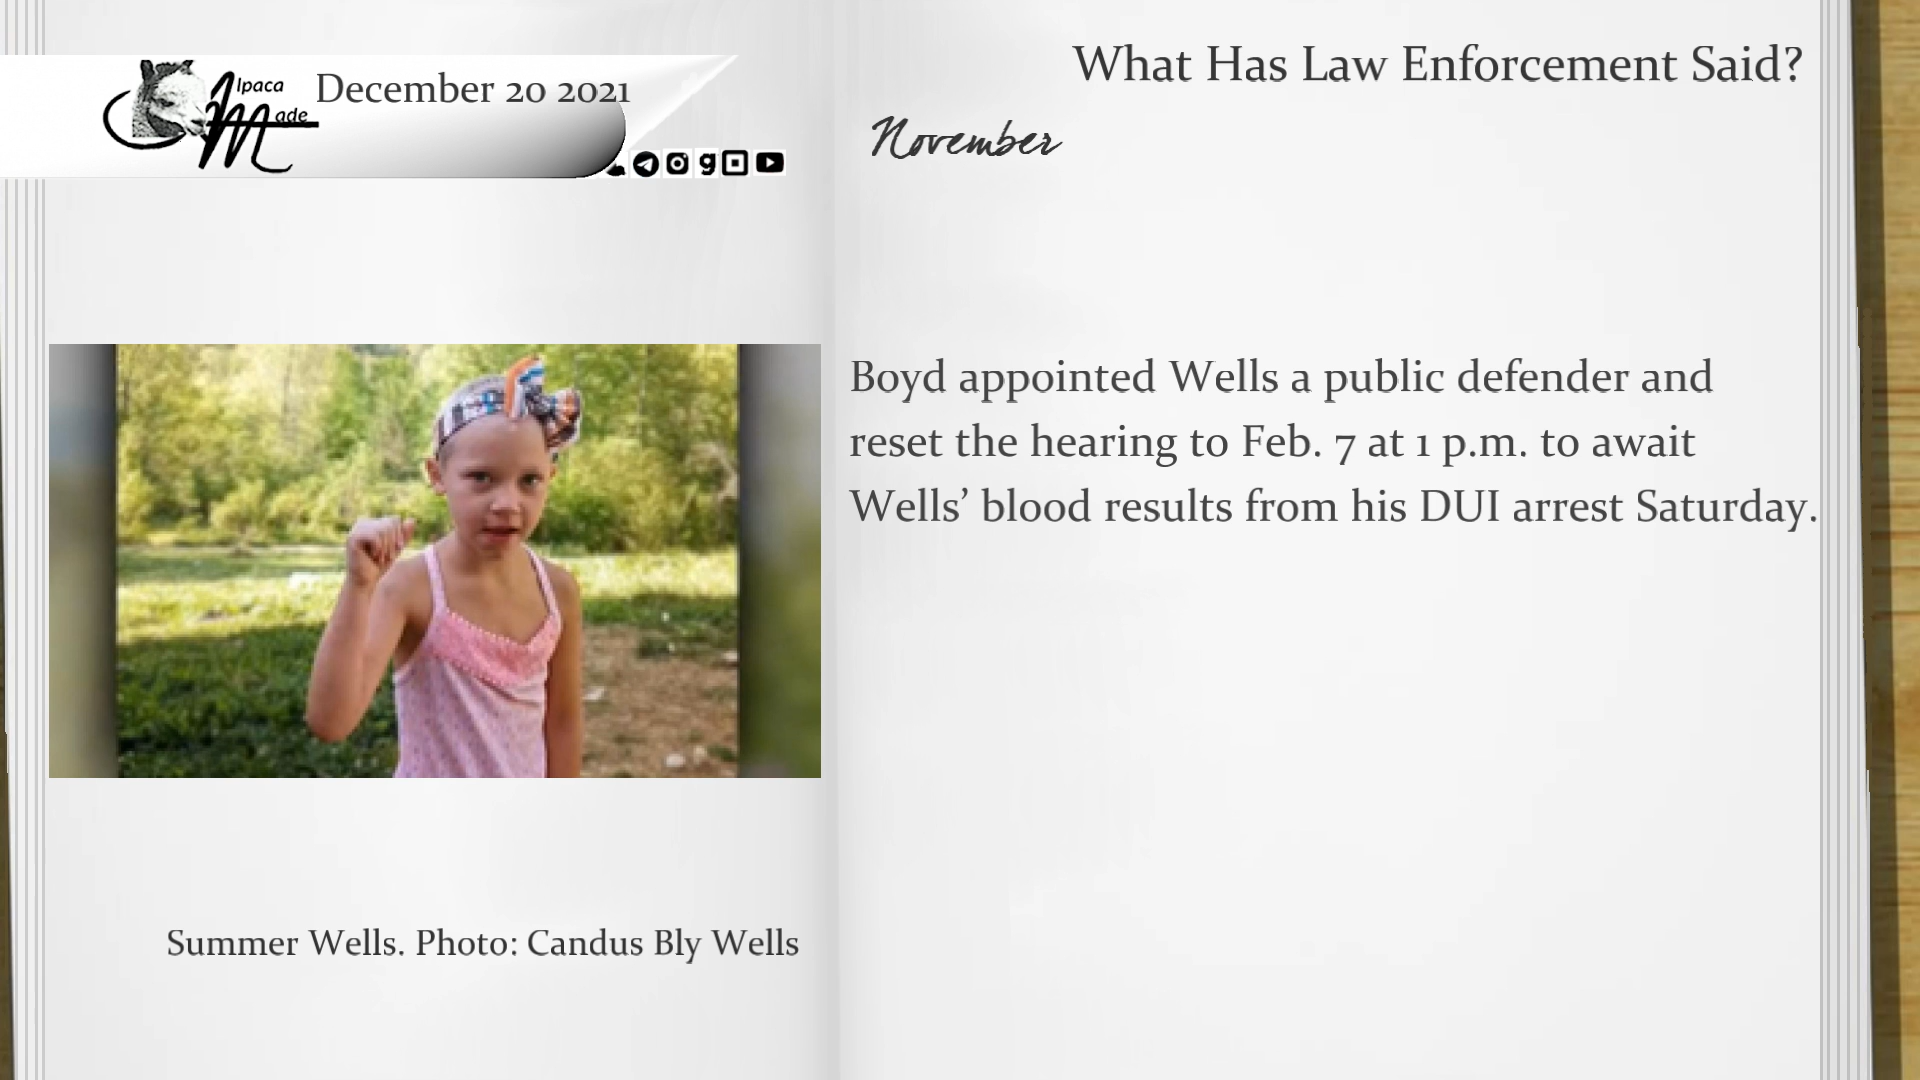 Alpaca
Made
December 20 2021
What Has Law Enforcement Said?
November
Boyd appointed Wells a public defender and
reset the hearing to Feb. 7 at 1 p.m. to await
Wells’ blood results from his DUI arrest Saturday.
Summer Wells. Photo: Candus Bly Wells